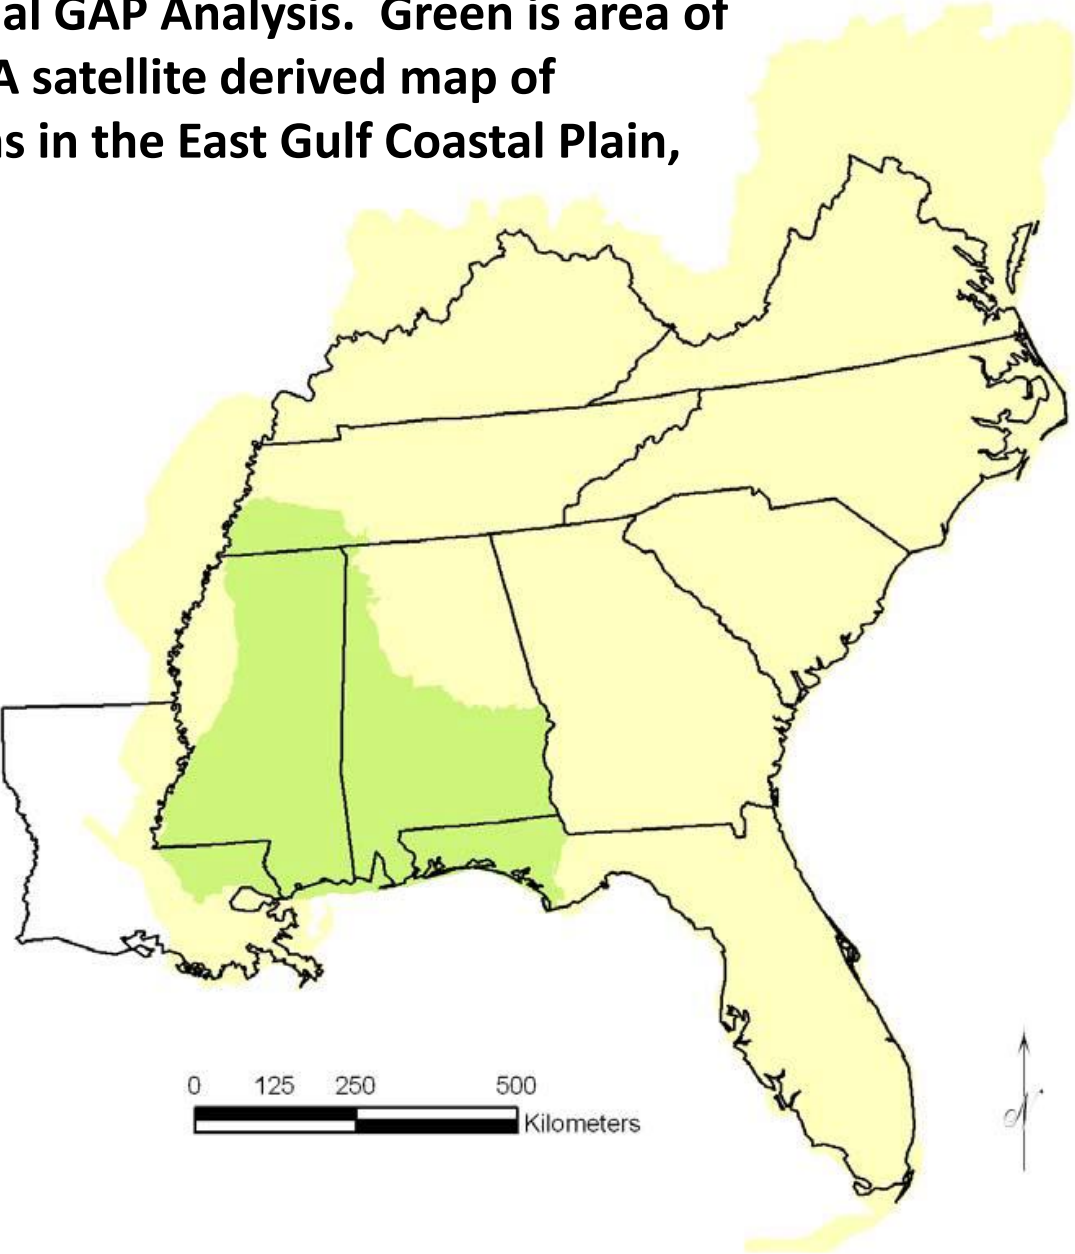 al GAP Analysis. Green is area of
A satellite derived map of
s in the East Gulf Coastal Plain,
0 125 250 500
Kilometers
N